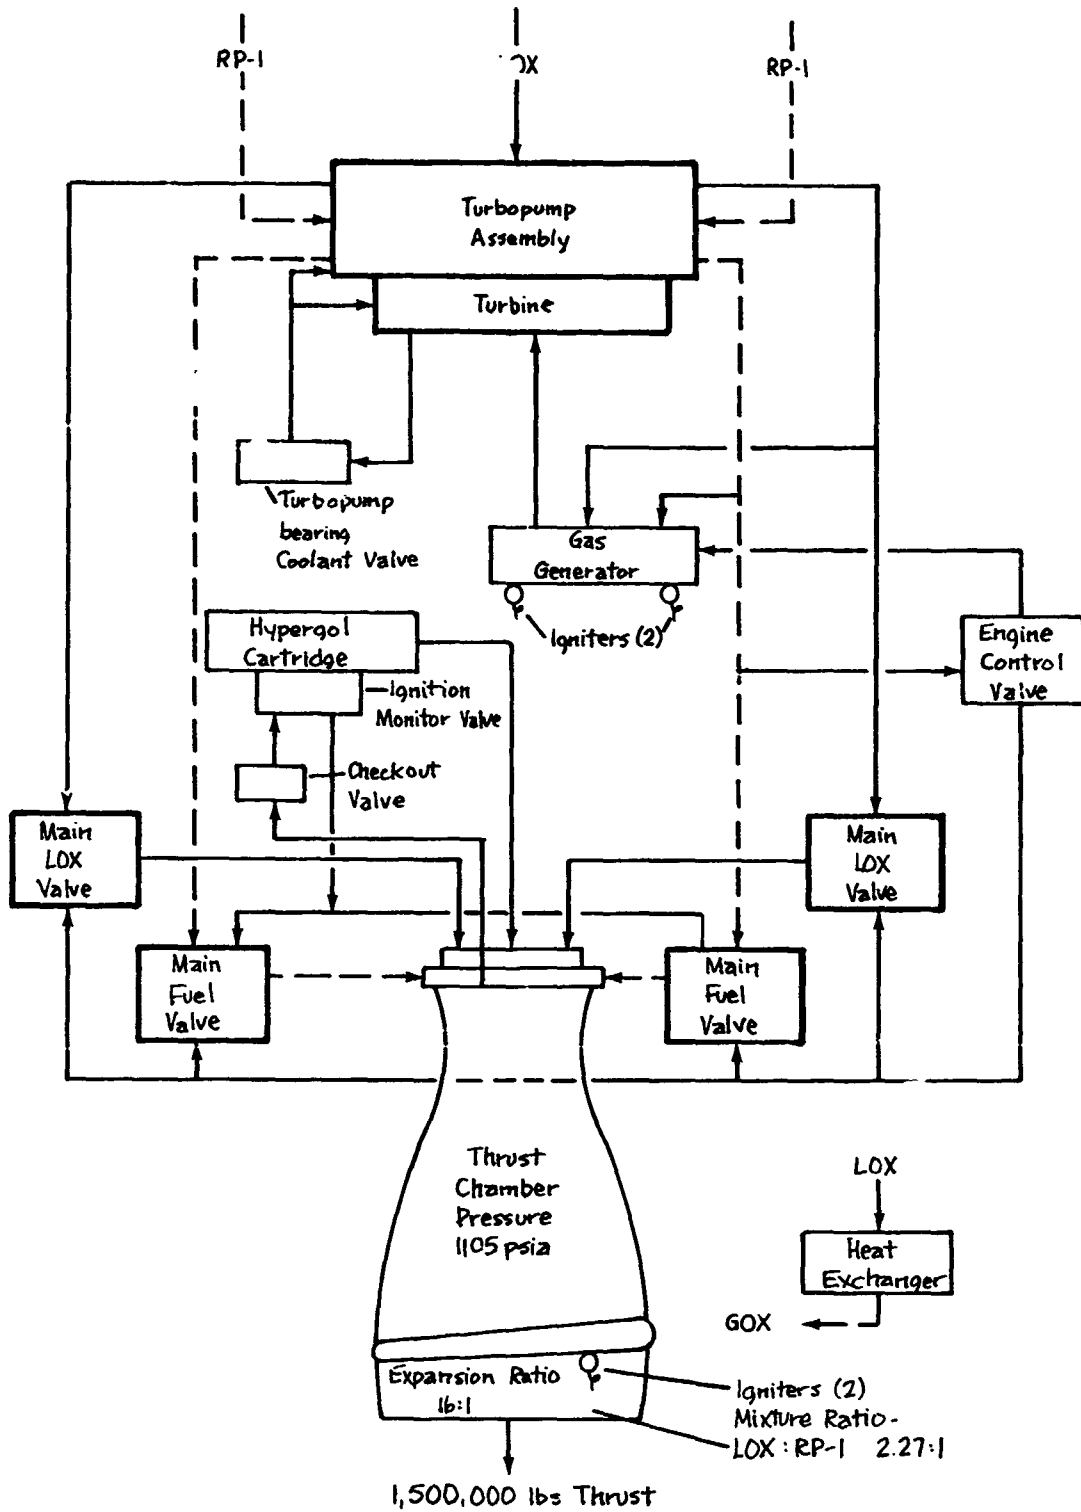 RP-1
OX
RP-1
Turbopump
Assembly
Turbine
Turbopump
bearing
Coolant Valve
Gas
Generator
Igniters (2)
Hypergol
Cartridge
Ignition
Monitor Valve
Engine
Control
Valve
Checkout
Valve
Main
LOX
Valve
Main
LOX
Valve
Main
Fuel
Valve
Main
Fuel
Valve
Thrust
Chamber
Pressure
1105 psia
LOX
Heat
Exchanger
GOX
Expansion Ratio
16:1
Igniters (2)
Mixture Ratio-
LOX : RP-1 2.27:1
1,500,000 lbs Thrust